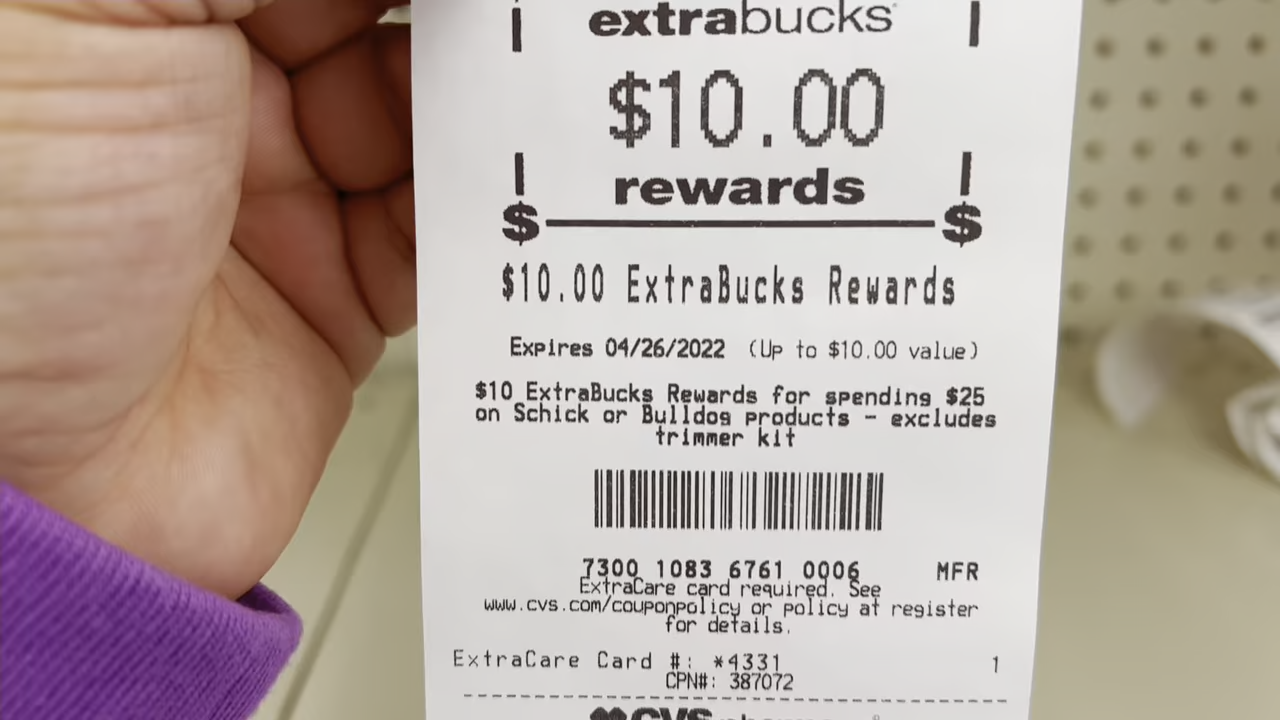 extrabucks
$10.00
rewards
$ $
$10.00 ExtraBucks Rewards
Expires 04/26/2022 (Up to $10.00 value)
$10 ExtraBucks Rewards for spending $25
on Schick or Bulldog products - excludes
trimmer kit
7300 1083 6761 0006 MFR
ExtraCare card required. See
www.cvs.com/couponpolicy or policy at register
for details.
ExtraCare Card #: *4331 1
CPN#: 387072
CVS